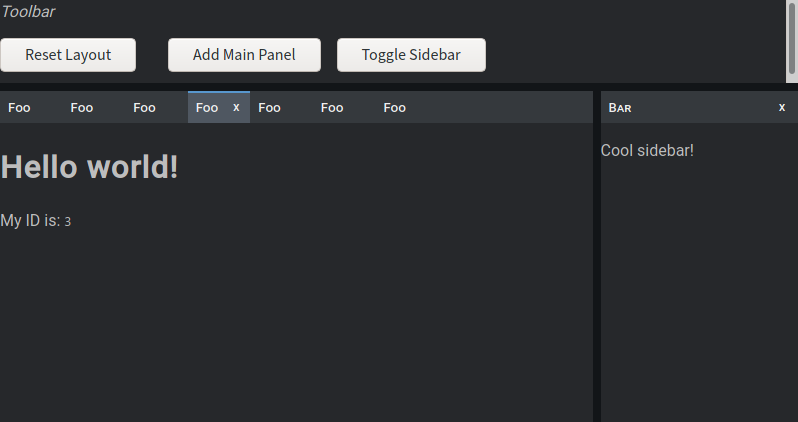 Toolbar
Reset Layout Add Main Panel Toggle Sidebar
Foo Foo Foo Foo x Foo Foo Foo
Hello world!
My ID is: 3
BAR x
Cool sidebar!